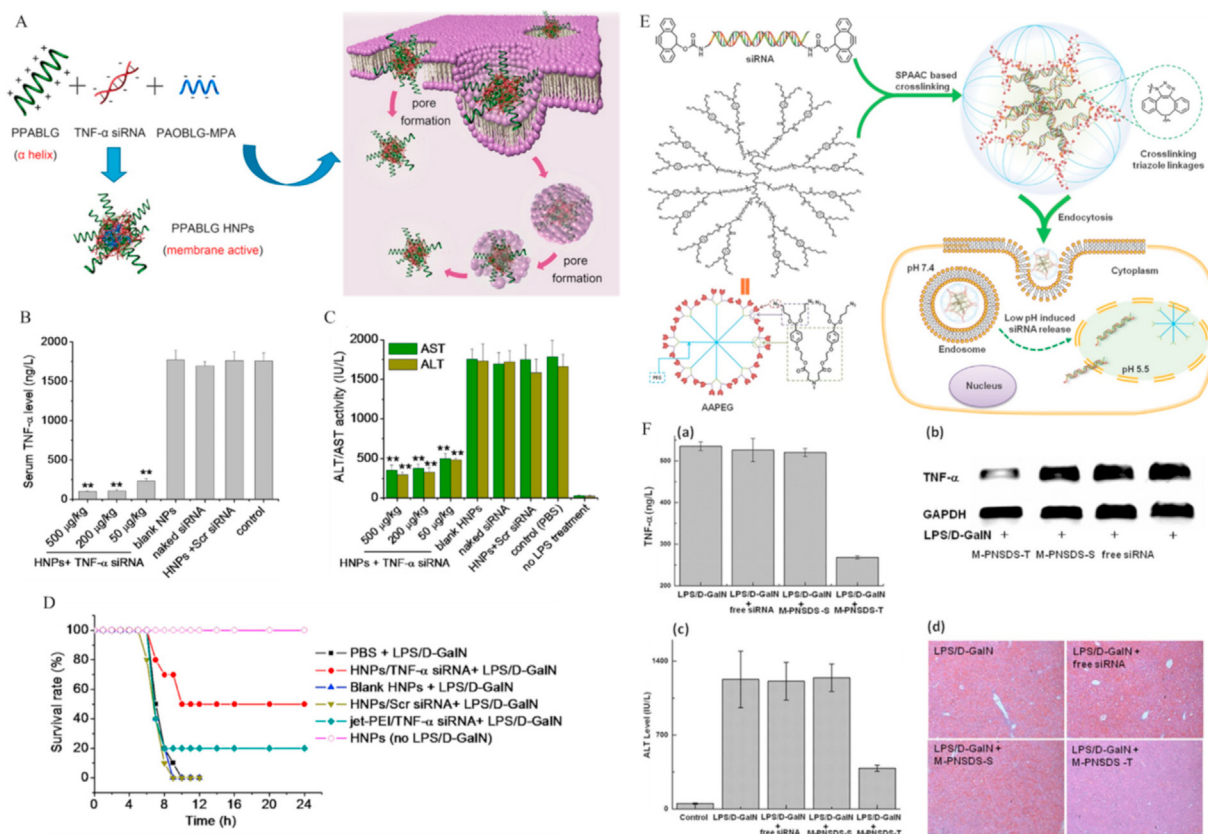 A
PPABLG
(α helix)
+
TNF-α siRNA
+
PAOBLG-MPA
PPABLG HNPs
(membrane active)
pore
formation
pore
formation
B
Serum TNF-α level (ng/L)
2000
1500
1000
500
0
**
**
**
500 μg/kg
200 μg/kg
50 μg/kg
blank NPs
naked siRNA
HNPs +Scr siRNA
control
HNPs+ TNF-α siRNA
C
ALT/AST activity (IU/L)
AST
ALT
2000
1500
1000
500
0
** **
** **
** **
500 μg/kg
200 μg/kg
50 μg/kg
blank HNPs
naked siRNA
HNPs+Scr siRNA
control (PBS)
no LPS treatment
HNPs + TNF-α siRNA
D
Survival rate (%)
100
80
60
40
20
0
0 4 8 12 16 20 24
Time (h)
PBS + LPS/D-GalN
HNPs/TNF-α siRNA+ LPS/D-GalN
Blank HNPs + LPS/D-GalN
HNPs/Scr siRNA+ LPS/D-GalN
jet-PEI/TNF-α siRNA+ LPS/D-GalN
HNPs (no LPS/D-GalN)
E
siRNA
SPAAC based
crosslinking
Crosslinking
triazole linkages
PEG
AAPEG
Endocytosis
pH 7.4
Cytoplasm
Endosome
Low pH induced
siRNA release
pH 5.5
Nucleus
F
(a)
TNF-α (ng/L)
500
400
300
200
LPS/D-GalN
LPS/D-GalN
+
free siRNA
LPS/D-GalN
+
M-PNSDS-S
LPS/D-GalN
+
M-PNSDS-T
(b)
TNF-α
GAPDH
LPS/D-GalN + + + +
M-PNSDS-T M-PNSDS-S free siRNA
(c)
ALT Level (IU/L)
1400
700
0
Control
LPS/D-GalN
LPS/D-GalN
+
free siRNA
LPS/D-GalN
+
M-PNSDS-S
LPS/D-GalN
+
M-PNSDS-T
(d)
LPS/D-GalN
LPS/D-GalN +
free siRNA
LPS/D-GalN +
M-PNSDS-S
LPS/D-GalN +
M-PNSDS -T